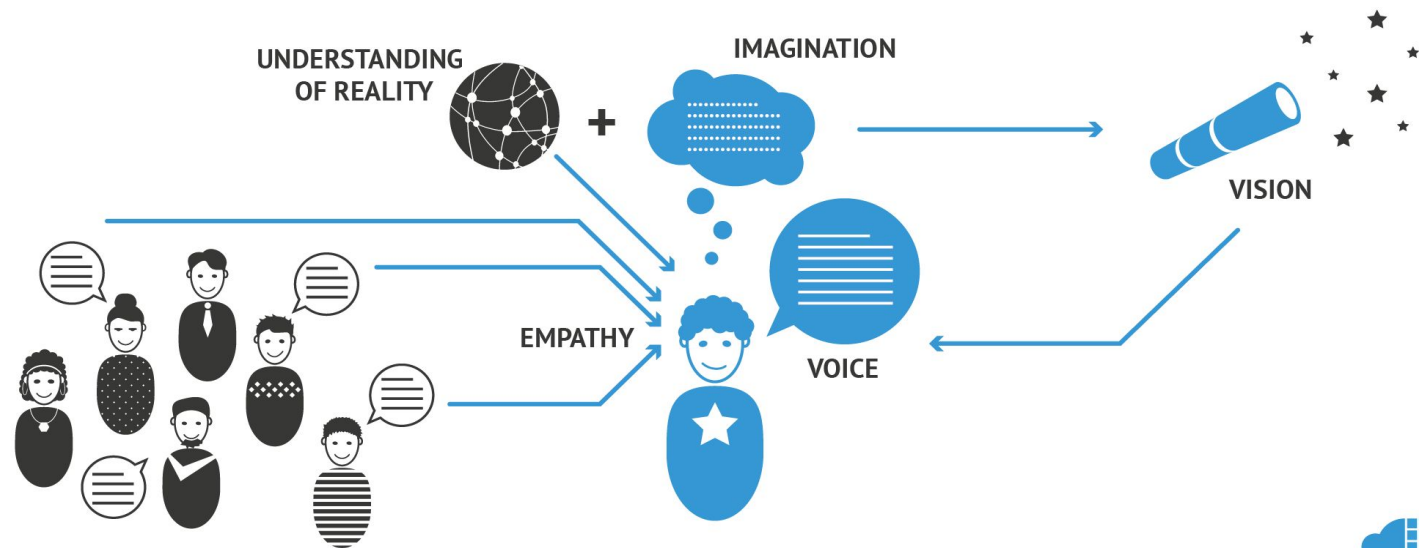 UNDERSTANDING
OF REALITY
+
IMAGINATION
VISION
EMPATHY
VOICE